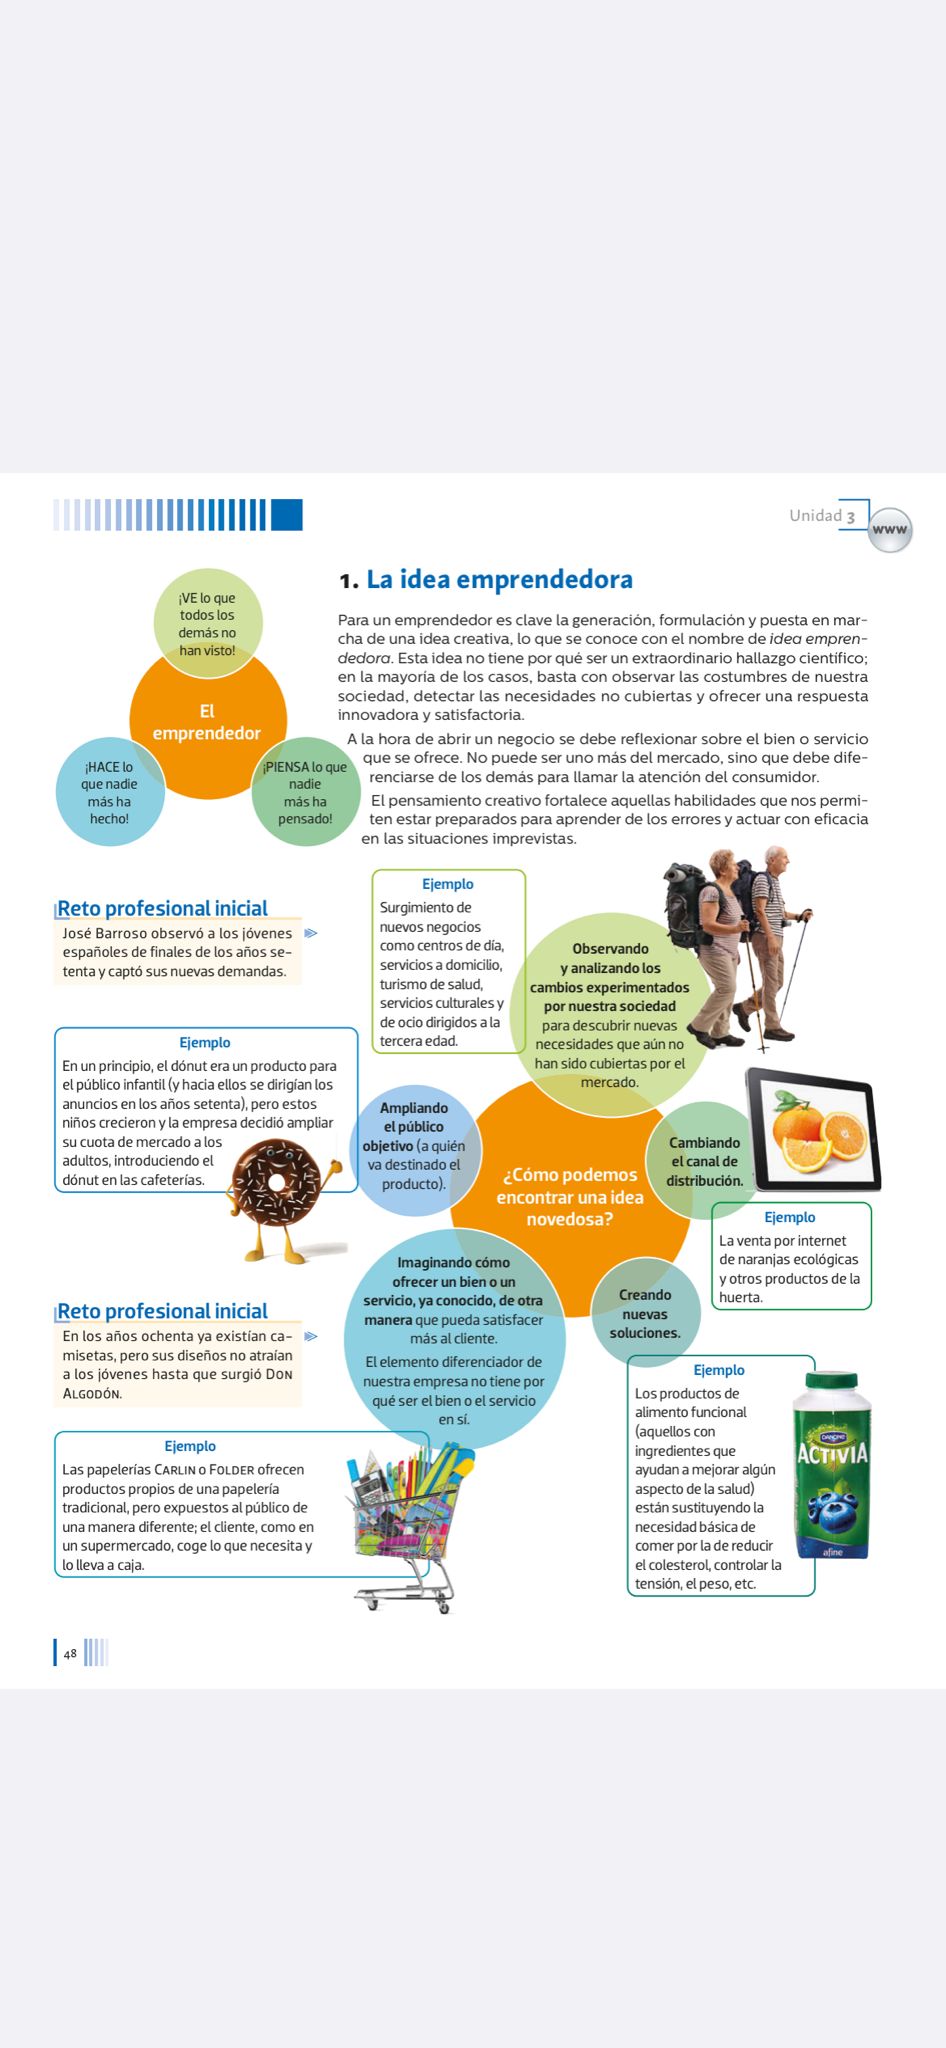 Unidad 3
www
¡VE lo que
todos los
demás no
han visto!
El
emprendedor
¡HACE lo
que nadie
más ha
hecho!
¡PIENSA lo que
nadie
más ha
pensado!
1. La idea emprendedora
Para un emprendedor es clave la generación, formulación y puesta en mar-
cha de una idea creativa, lo que se conoce con el nombre de idea empren-
dedora. Esta idea no tiene por qué ser un extraordinario hallazgo científico;
en la mayoría de los casos, basta con observar las costumbres de nuestra
sociedad, detectar las necesidades no cubiertas y ofrecer una respuesta
innovadora y satisfactoria.
A la hora de abrir un negocio se debe reflexionar sobre el bien o servicio
que se ofrece. No puede ser uno más del mercado, sino que debe dife-
renciarse de los demás para llamar la atención del consumidor.
El pensamiento creativo fortalece aquellas habilidades que nos permi-
ten estar preparados para aprender de los errores y actuar con eficacia
en las situaciones imprevistas.
Reto profesional inicial
José Barroso observó a los jóvenes
españoles de finales de los años se-
tenta y captó sus nuevas demandas.
Ejemplo
Surgimiento de
nuevos negocios
como centros de día,
servicios a domicilio,
turismo de salud,
servicios culturales y
de ocio dirigidos a la
tercera edad.
Observando
y analizando los
cambios experimentados
por nuestra sociedad
para descubrir nuevas
necesidades que aún no
han sido cubiertas por el
mercado.
Ejemplo
En un principio, el dónut era un producto para
el público infantil (y hacia ellos se dirigían los
anuncios en los años setenta), pero estos
niños crecieron y la empresa decidió ampliar
su cuota de mercado a los
adultos, introduciendo el
dónut en las cafeterías.
Ampliando
el público
objetivo (a quién
va destinado el
producto).
¿Cómo podemos
encontrar una idea
novedosa?
Cambiando
el canal de
distribución.
Ejemplo
La venta por internet
de naranjas ecológicas
y otros productos de la
huerta.
Imaginando cómo
ofrecer un bien o un
servicio, ya conocido, de otra
manera que pueda satisfacer
más al cliente.
El elemento diferenciador de
nuestra empresa no tiene por
qué ser el bien o el servicio
en sí.
Creando
nuevas
soluciones.
Reto profesional inicial
En los años ochenta ya existían ca-
misetas, pero sus diseños no atraían
a los jóvenes hasta que surgió DON
ALGODÓN.
Ejemplo
Los productos de
alimento funcional
(aquellos con
ingredientes que
ayudan a mejorar algún
aspecto de la salud)
están sustituyendo la
necesidad básica de
comer por la de reducir
el colesterol, controlar la
tensión, el peso, etc.
DANONE
ACTIVIA
afine
Ejemplo
Las papelerías CARLIN o FOLDER ofrecen
productos propios de una papelería
tradicional, pero expuestos al público de
una manera diferente; el cliente, como en
un supermercado, coge lo que necesita y
lo lleva a caja.
48